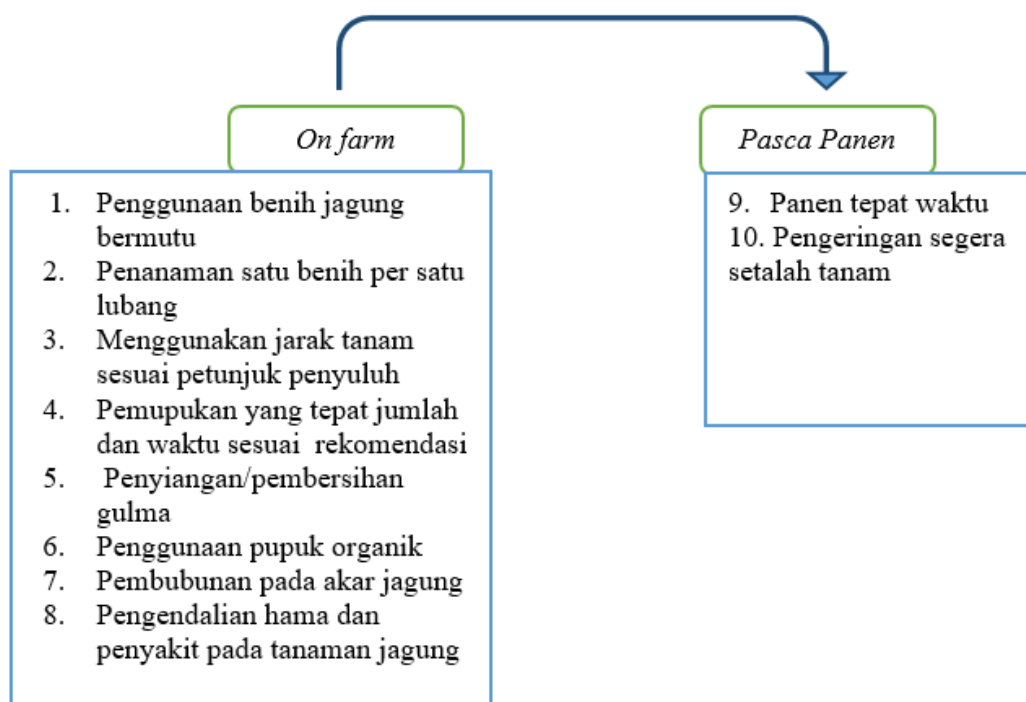 On farm
1. Penggunaan benih jagung
bermutu
2. Penanaman satu benih per satu
lubang
3. Menggunakan jarak tanam
sesuai petunjuk penyuluh
4. Pemupukan yang tepat jumlah
dan waktu sesuai rekomendasi
5. Penyiangan/pembersihan
gulma
6. Penggunaan pupuk organik
7. Pembubunan pada akar jagung
8. Pengendalian hama dan
penyakit pada tanaman jagung
Pasca Panen
9. Panen tepat waktu
10. Pengeringan segera
setalah tanam